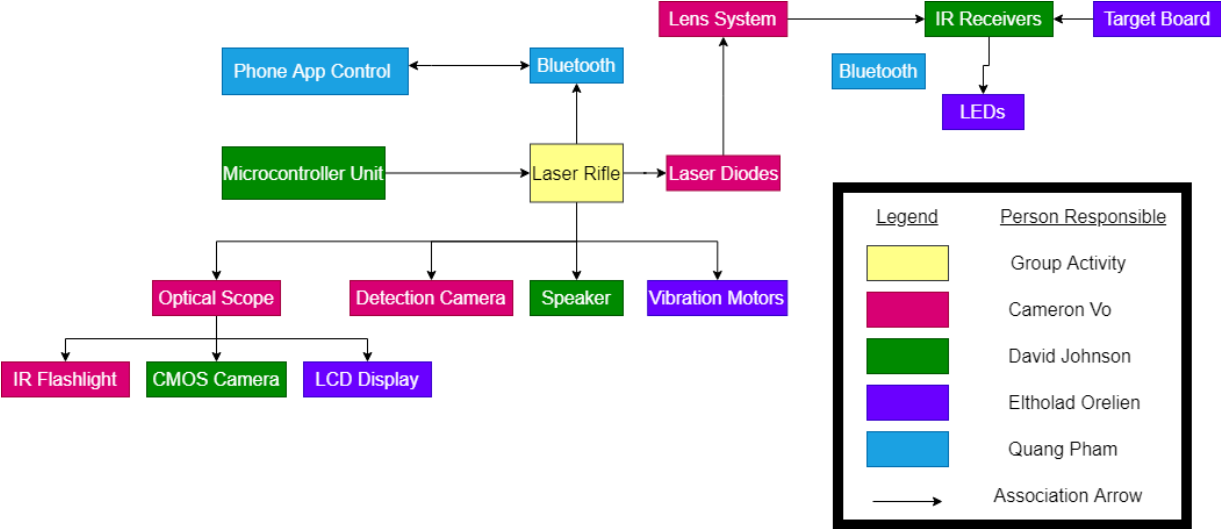 Lens System
IR Receivers
Target Board
Phone App Control
Bluetooth
Bluetooth
LEDs
Microcontroller Unit
Laser Rifle
Laser Diodes
Optical Scope
Detection Camera
Speaker
Vibration Motors
IR Flashlight
CMOS Camera
LCD Display
Legend
Person Responsible
Group Activity
Cameron Vo
David Johnson
Eltholad Orelien
Quang Pham
Association Arrow